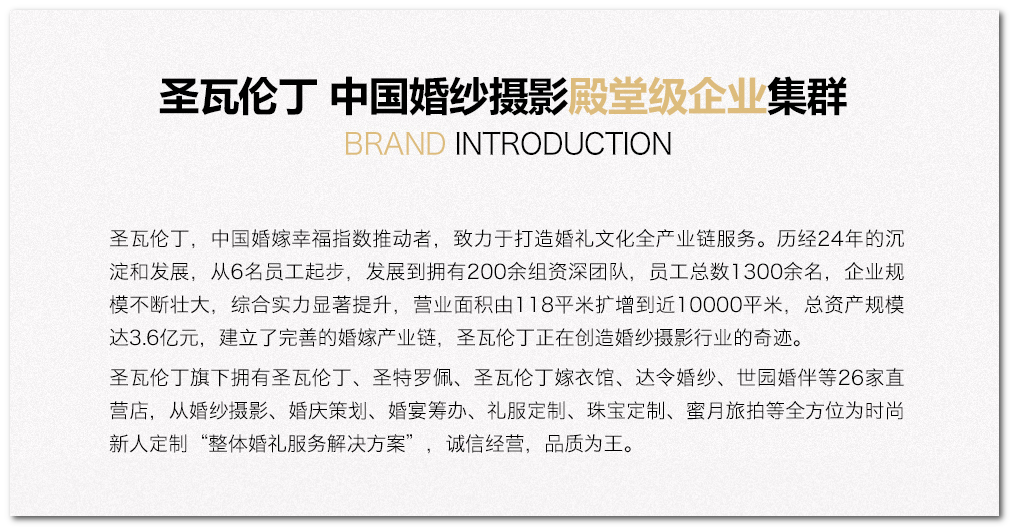 圣瓦伦丁 中国婚纱摄影殿堂级企业集群
BRAND INTRODUCTION
圣瓦伦丁，中国婚嫁幸福指数推动者，致力于打造婚礼文化全产业链服务。历经24年的沉
淀和发展，从6名员工起步，发展到拥有200余组资深团队，员工总数1300余名，企业规
模不断壮大，综合实力显著提升，营业面积由118平米扩增到近10000平米，总资产规模
达3.6亿元，建立了完善的婚嫁产业链，圣瓦伦丁正在创造婚纱摄影行业的奇迹。
圣瓦伦丁旗下拥有圣瓦伦丁、圣特罗佩、圣瓦伦丁嫁衣馆、达令婚纱、世园婚伴等26家直
营店，从婚纱摄影、婚庆策划、婚宴筹办、礼服定制、珠宝定制、蜜月旅拍等全方位为时尚
新人定制“整体婚礼服务解决方案”，诚信经营，品质为王。